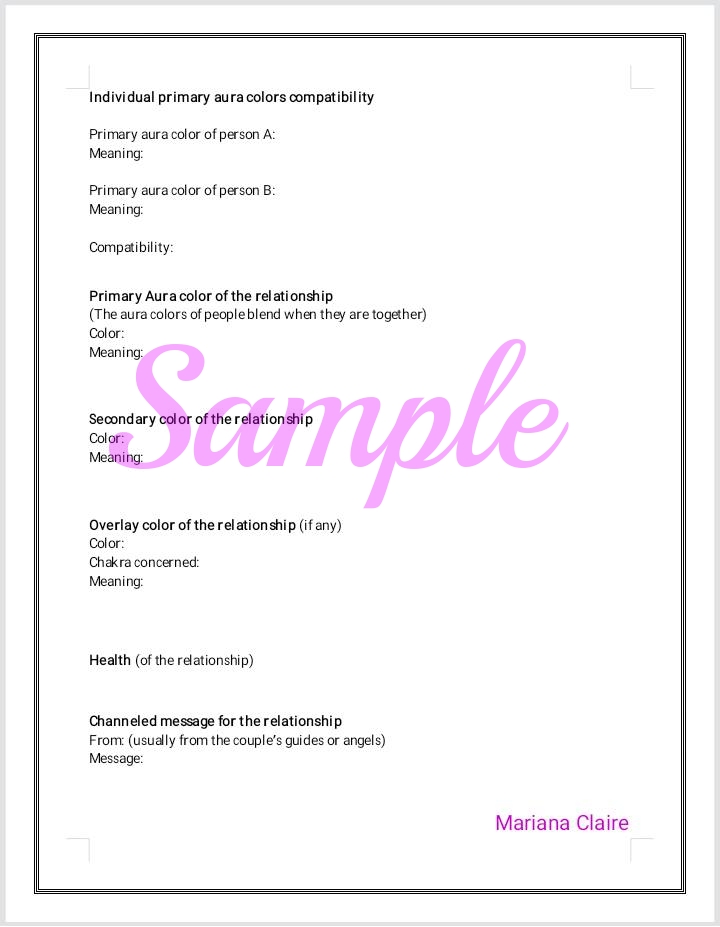 Individual primary aura colors compatibility
Primary aura color of person A:
Meaning:
Primary aura color of person B:
Meaning:
Compatibility:
Primary Aura color of the relationship
(The aura colors of people blend when they are together)
Color:
Meaning:
Sample
Secondary color of the relationship
Color:
Meaning:
Overlay color of the relationship (if any)
Color:
Chakra concerned:
Meaning:
Health (of the relationship)
Channeled message for the relationship
From: (usually from the couple's guides or angels)
Message:
Mariana Claire